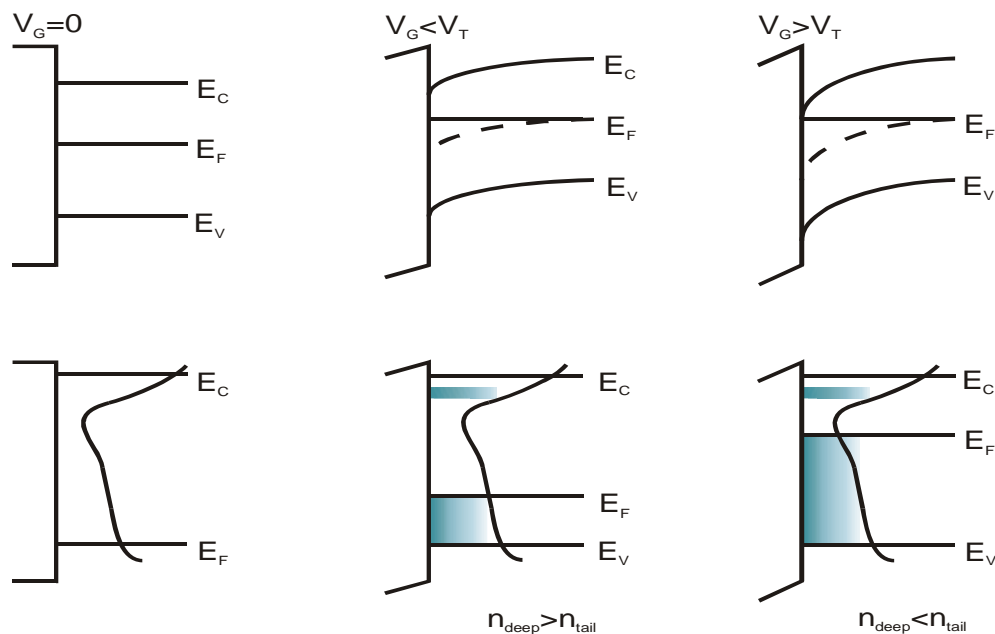 V_G=0
V_G<V_T
V_G>V_T
E_C
E_F
E_V
E_C
E_F
E_V
E_C
E_F
E_V
E_C
E_F
E_C
E_F
E_V
E_C
E_F
E_V
n_deep>n_tail
n_deep<n_tail